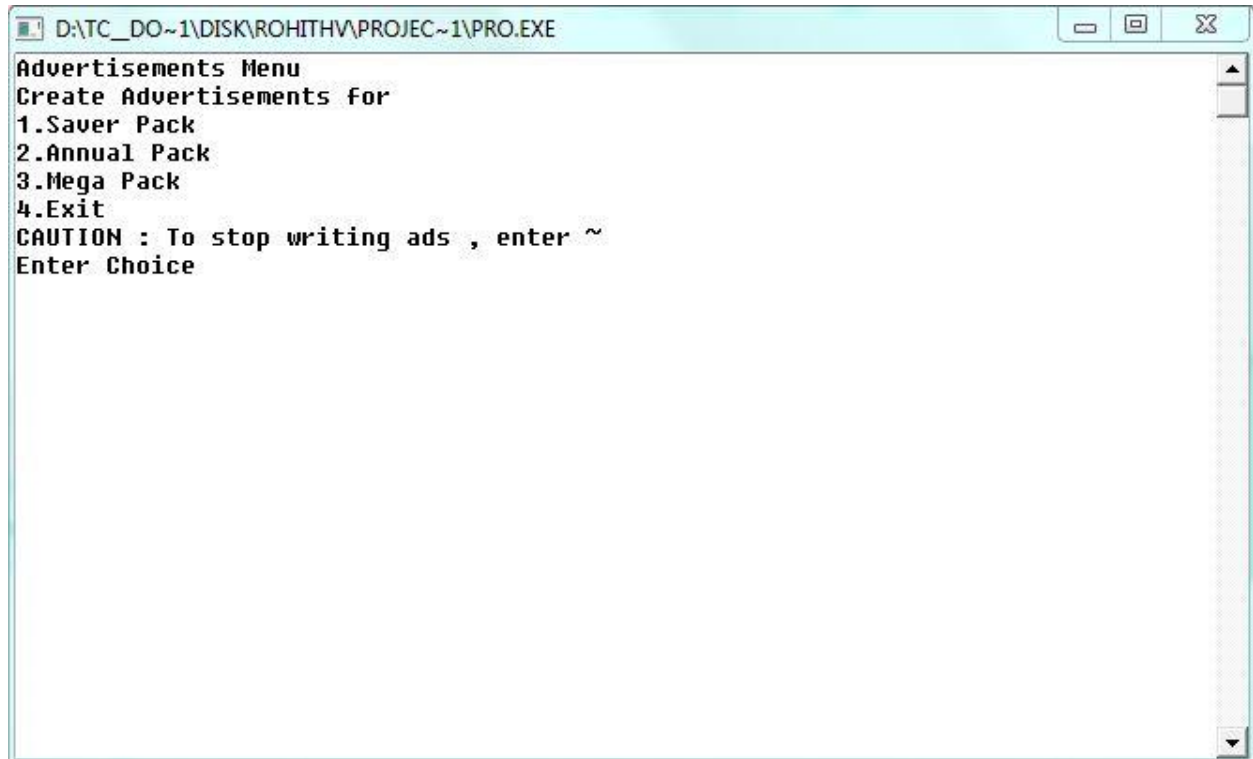 D:\TC__DO~1\DISK\ROHITHV\PROJEC~1\PRO.EXE
Advertisements Menu
Create Advertisements for
1.Saver Pack
2.Annual Pack
3.Mega Pack
4.Exit
CAUTION : To stop writing ads , enter ~
Enter Choice